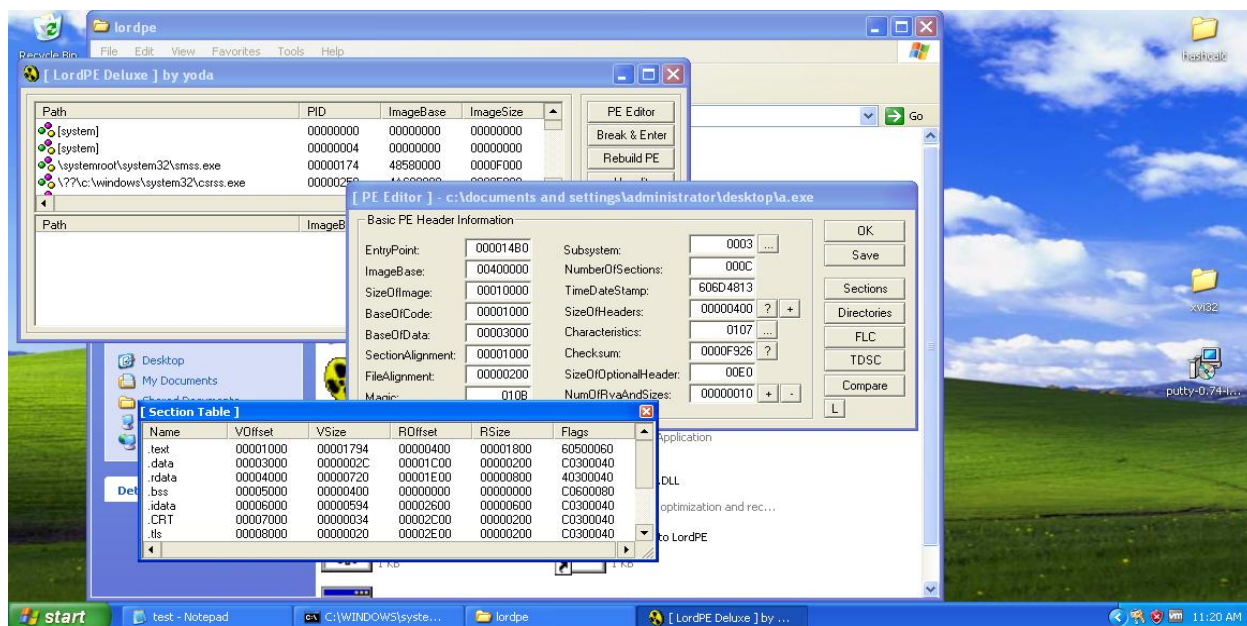 lordpe
Recycle Bin
File Edit View Favorites Tools Help
[ LordPE Deluxe ] by yoda
Path PID ImageBase ImageSize
[system] 00000000 00000000 00000000
[system] 00000004 00000000 00000000
\systemroot\system32\smss.exe 00000174 48580000 0000F000
\??\c:\windows\system32\csrss.exe
Path ImageB
PE Editor
Break & Enter
Rebuild PE
Go
[ PE Editor ] - c:\documents and settings\administrator\desktop\a.exe
Basic PE Header Information
EntryPoint: 000014B0 Subsystem: 0003 ...
ImageBase: 00400000 NumberOfSections: 000C
SizeOfImage: 00010000 TimeDateStamp: 606D4813
BaseOfCode: 00001000 SizeOfHeaders: 00000400 ? +
BaseOfData: 00003000 Characteristics: 0107 ...
SectionAlignment: 00001000 Checksum: 0000F926 ?
FileAlignment: 00000200 SizeOfOptionalHeader: 00E0
Magic: 010B NumOfRvaAndSizes: 00000010 + -
OK
Save
Sections
Directories
FLC
TDSC
Compare
L
Desktop
My Documents
Shared Documents
Det
[ Section Table ]
Name VOffset VSize ROffset RSize Flags
.text 00001000 00001794 00000400 00001800 60500060
.data 00003000 0000002C 00001C00 00000200 C0300040
.rdata 00004000 00000720 00001E00 00000800 40300040
.bss 00005000 00000400 00000000 00000000 C0600080
.idata 00006000 00000594 00002600 00000600 C0300040
.CRT 00007000 00000034 00002C00 00000200 C0300040
.tls 00008000 00000020 00002E00 00000200 C0300040
Application
.DLL
optimization and rec...
to LordPE
1 KB
1 KB
hashcalc
xvi32
putty-0.74-i...
start
test - Notepad
C:\WINDOWS\syste...
lordpe
[ LordPE Deluxe ] by ...
11:20 AM